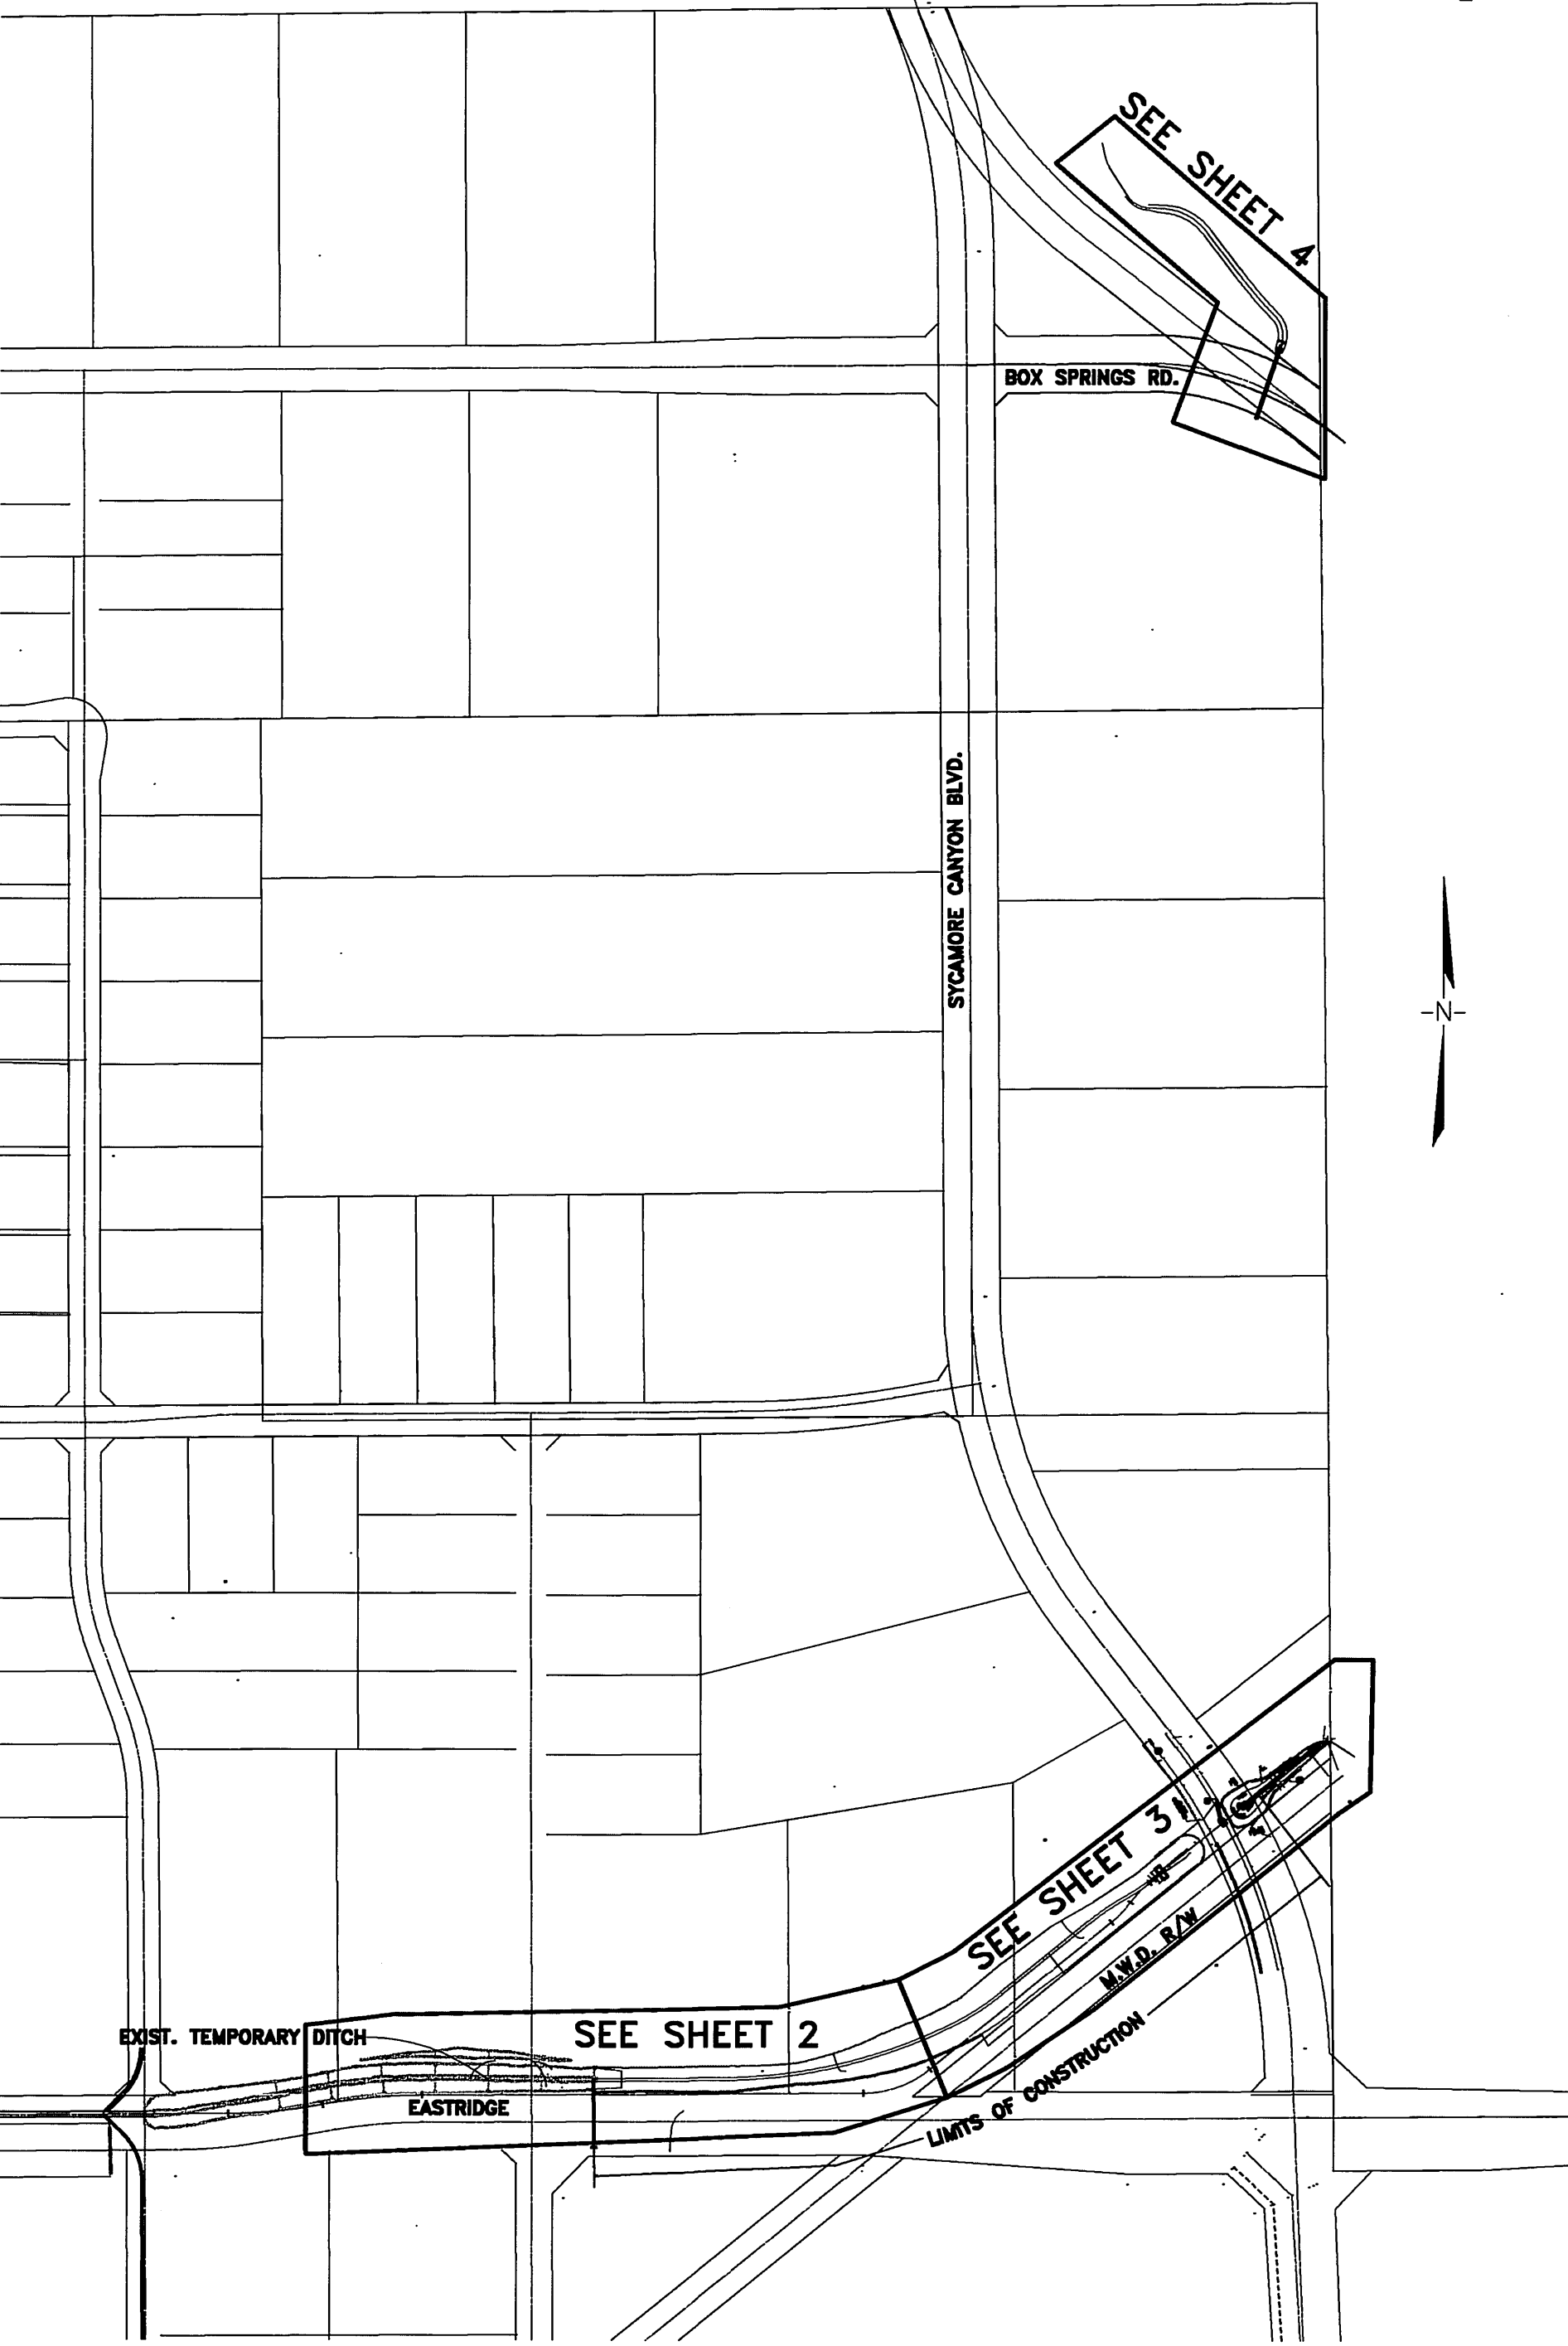 SEE SHEET 4
BOX SPRINGS RD.
SYCAMORE CANYON BLVD.
-N-
SEE SHEET 3
M.W.D. R/W
EXIST. TEMPORARY DITCH
SEE SHEET 2
EASTRIDGE
LIMITS OF CONSTRUCTION